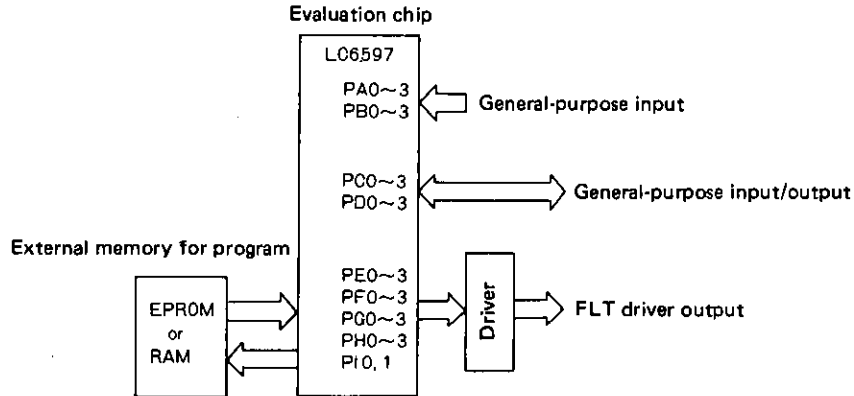 Evaluation chip
LC6597
PA0~3
PB0~3
General-purpose input
PC0~3
PD0~3
General-purpose input/output
External memory for program
EPROM
or
RAM
PE0~3
PF0~3
PG0~3
PH0~3
PI0, 1
Driver
FLT driver output